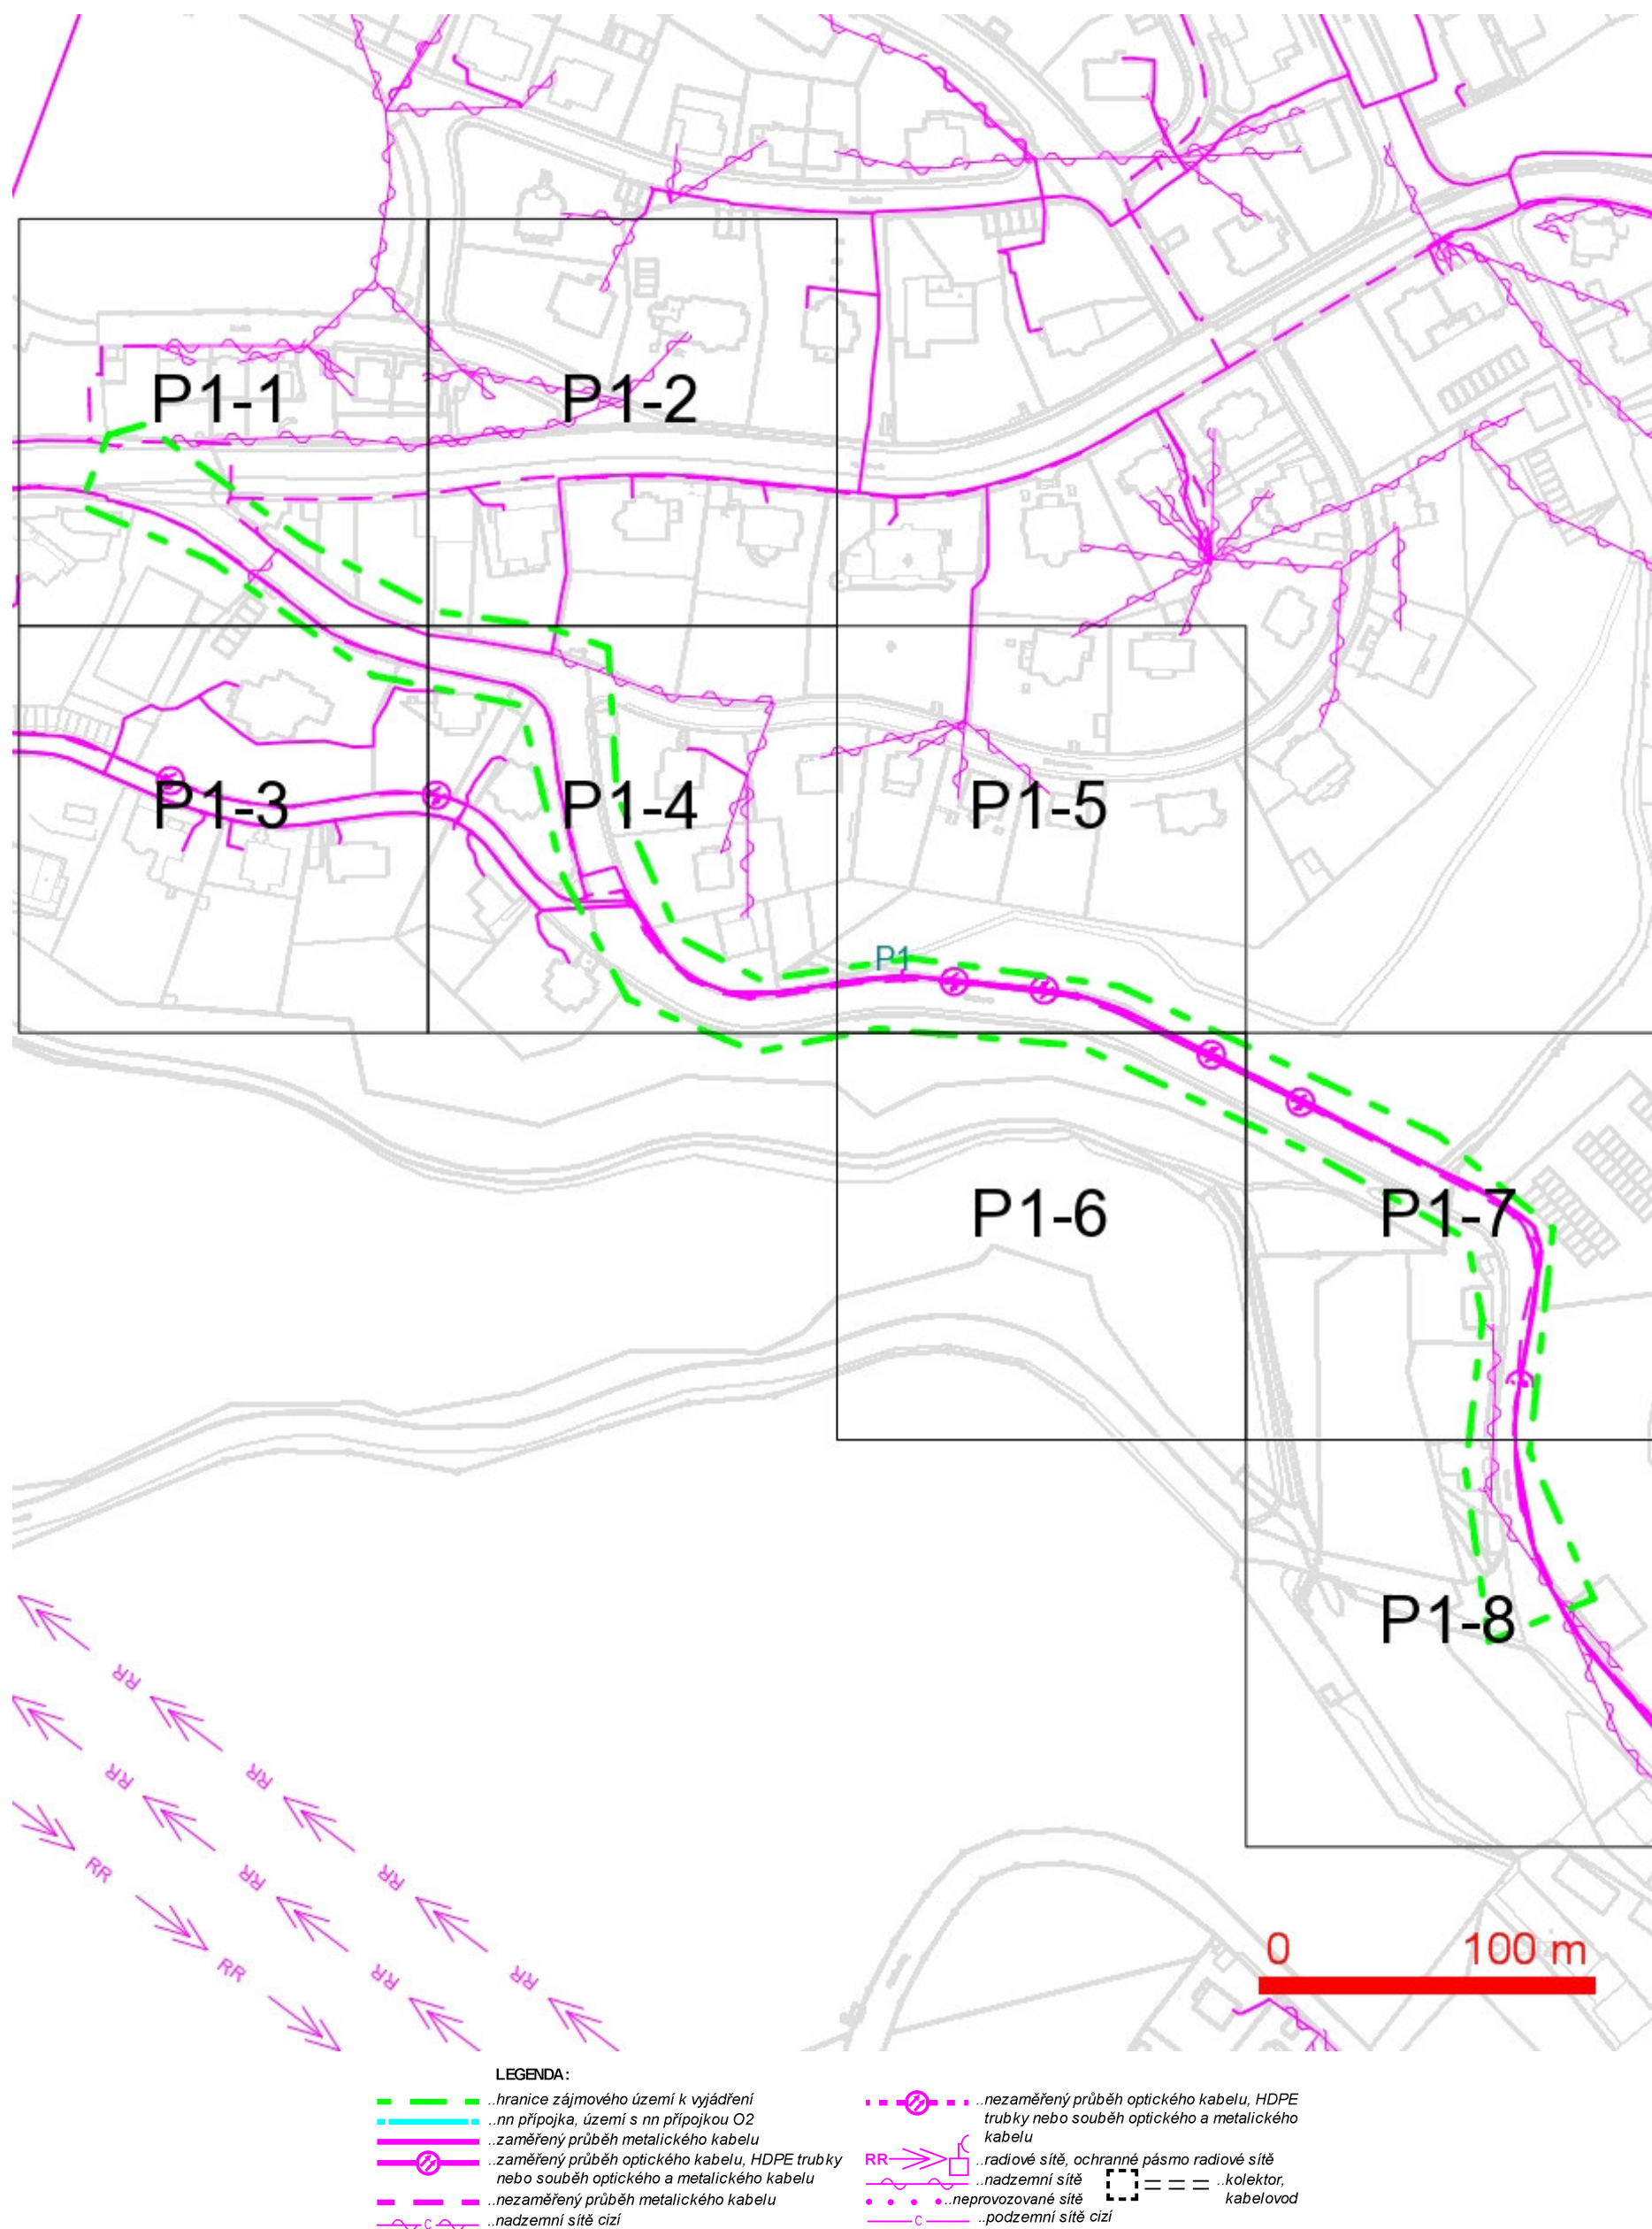 P1-1
P1-2
P1-3
P1-4
P1-5
P1
P1-6
P1-7
P1-8
RR
RR
RR
RR
RR
RR
RR
RR
RR
0 100 m
LEGENDA:
..hranice zájmového území k vyjádření
..nn přípojka, území s nn přípojkou O2
..zaměřený průběh metalického kabelu
..zaměřený průběh optického kabelu, HDPE trubky
nebo souběh optického a metalického kabelu
..nezaměřený průběh metalického kabelu
C ..nadzemní sítě cizí
..nezaměřený průběh optického kabelu, HDPE
trubky nebo souběh optického a metalického
kabelu
RR ..radiové sítě, ochranné pásmo radiové sítě
..nadzemní sítě
..kolektor,
kabelovod
..neprovozované sítě
C ..podzemní sítě cizí